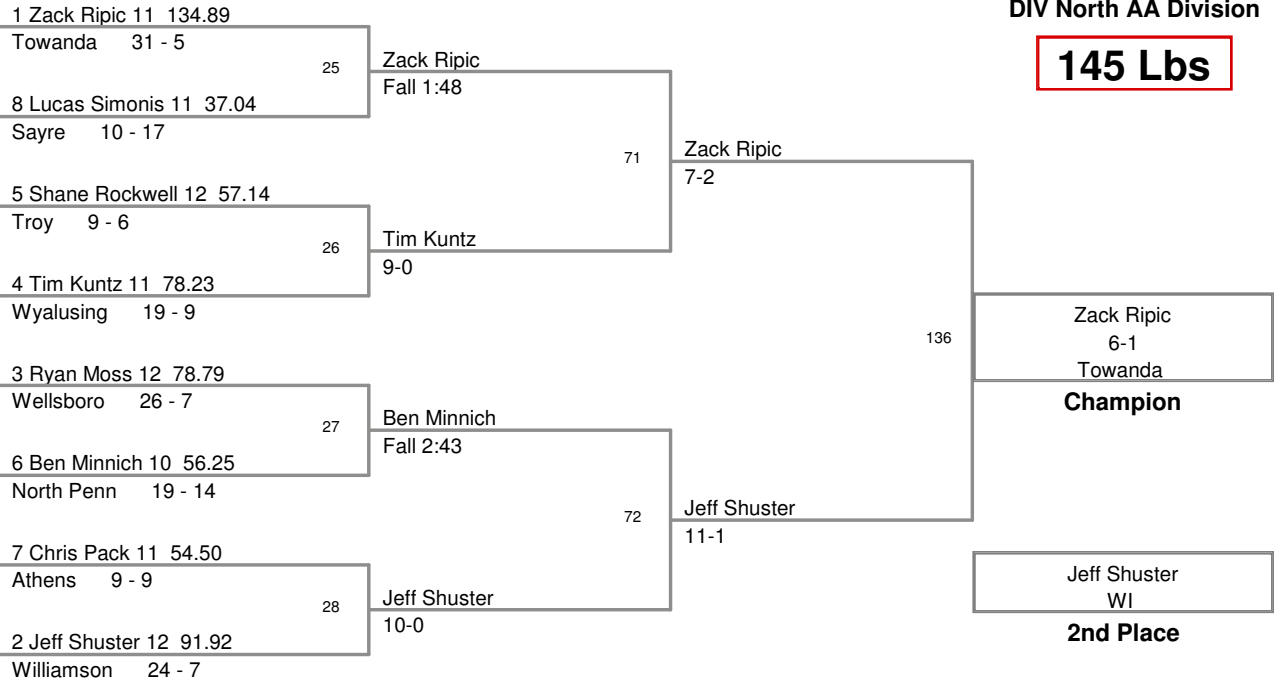 DIV North AA Division
145 Lbs
1 Zack Ripic 11 134.89
Towanda 31 - 5
25
8 Lucas Simonis 11 37.04
Sayre 10 - 17
5 Shane Rockwell 12 57.14
Troy 9 - 6
26
4 Tim Kuntz 11 78.23
Wyalusing 19 - 9
3 Ryan Moss 12 78.79
Wellsboro 26 - 7
27
6 Ben Minnich 10 56.25
North Penn 19 - 14
7 Chris Pack 11 54.50
Athens 9 - 9
28
2 Jeff Shuster 12 91.92
Williamson 24 - 7
Zack Ripic
Fall 1:48
71
Tim Kuntz
9-0
Ben Minnich
Fall 2:43
72
Jeff Shuster
10-0
Zack Ripic
7-2
136
Jeff Shuster
11-1
Zack Ripic
6-1
Towanda
Champion
Jeff Shuster
WI
2nd Place